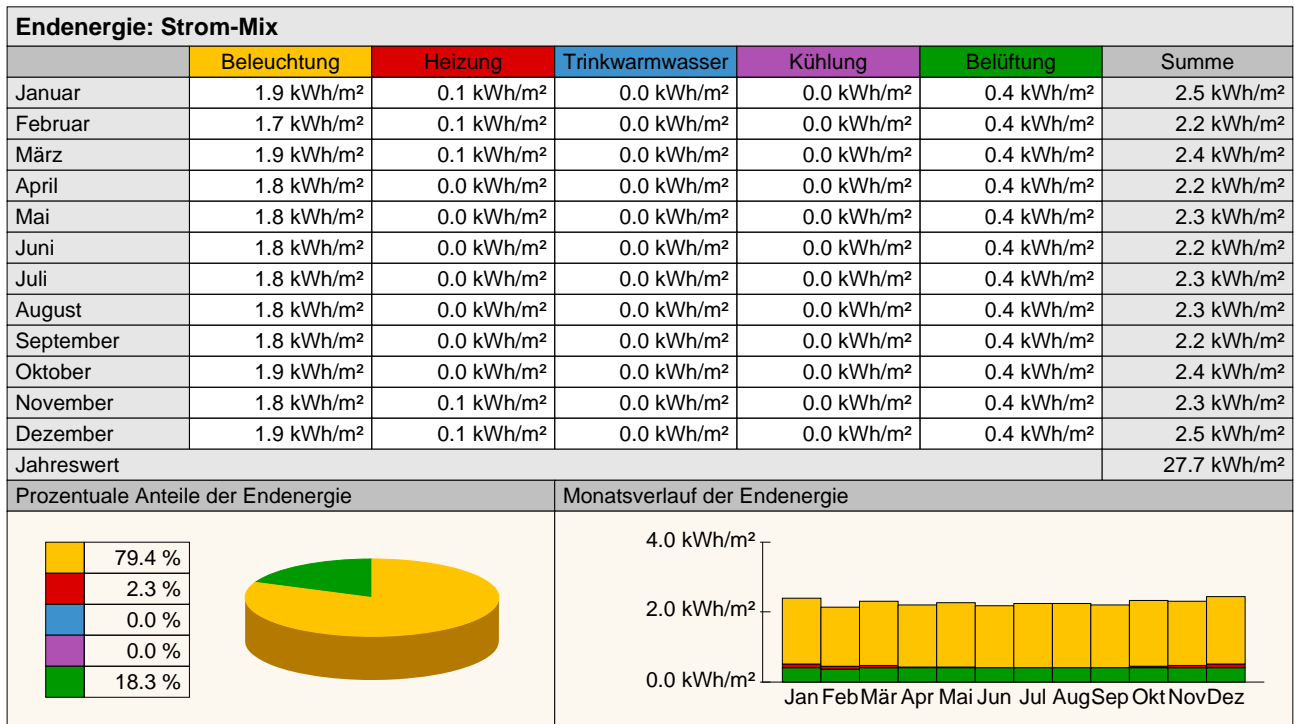 Endenergie: Strom-Mix
Beleuchtung Heizung Trinkwarmwasser Kühlung Belüftung Summe
Januar 1.9 kWh/m² 0.1 kWh/m² 0.0 kWh/m² 0.0 kWh/m² 0.4 kWh/m² 2.5 kWh/m²
Februar 1.7 kWh/m² 0.1 kWh/m² 0.0 kWh/m² 0.0 kWh/m² 0.4 kWh/m² 2.2 kWh/m²
März 1.9 kWh/m² 0.1 kWh/m² 0.0 kWh/m² 0.0 kWh/m² 0.4 kWh/m² 2.4 kWh/m²
April 1.8 kWh/m² 0.0 kWh/m² 0.0 kWh/m² 0.0 kWh/m² 0.4 kWh/m² 2.2 kWh/m²
Mai 1.8 kWh/m² 0.0 kWh/m² 0.0 kWh/m² 0.0 kWh/m² 0.4 kWh/m² 2.3 kWh/m²
Juni 1.8 kWh/m² 0.0 kWh/m² 0.0 kWh/m² 0.0 kWh/m² 0.4 kWh/m² 2.2 kWh/m²
Juli 1.8 kWh/m² 0.0 kWh/m² 0.0 kWh/m² 0.0 kWh/m² 0.4 kWh/m² 2.3 kWh/m²
August 1.8 kWh/m² 0.0 kWh/m² 0.0 kWh/m² 0.0 kWh/m² 0.4 kWh/m² 2.3 kWh/m²
September 1.8 kWh/m² 0.0 kWh/m² 0.0 kWh/m² 0.0 kWh/m² 0.4 kWh/m² 2.2 kWh/m²
Oktober 1.9 kWh/m² 0.0 kWh/m² 0.0 kWh/m² 0.0 kWh/m² 0.4 kWh/m² 2.4 kWh/m²
November 1.8 kWh/m² 0.1 kWh/m² 0.0 kWh/m² 0.0 kWh/m² 0.4 kWh/m² 2.3 kWh/m²
Dezember 1.9 kWh/m² 0.1 kWh/m² 0.0 kWh/m² 0.0 kWh/m² 0.4 kWh/m² 2.5 kWh/m²
Jahreswert 27.7 kWh/m²
Prozentuale Anteile der Endenergie
79.4 %
2.3 %
0.0 %
0.0 %
18.3 %
Monatsverlauf der Endenergie
4.0 kWh/m²
2.0 kWh/m²
0.0 kWh/m²
Jan Feb Mär Apr Mai Jun Jul Aug Sep Okt Nov Dez